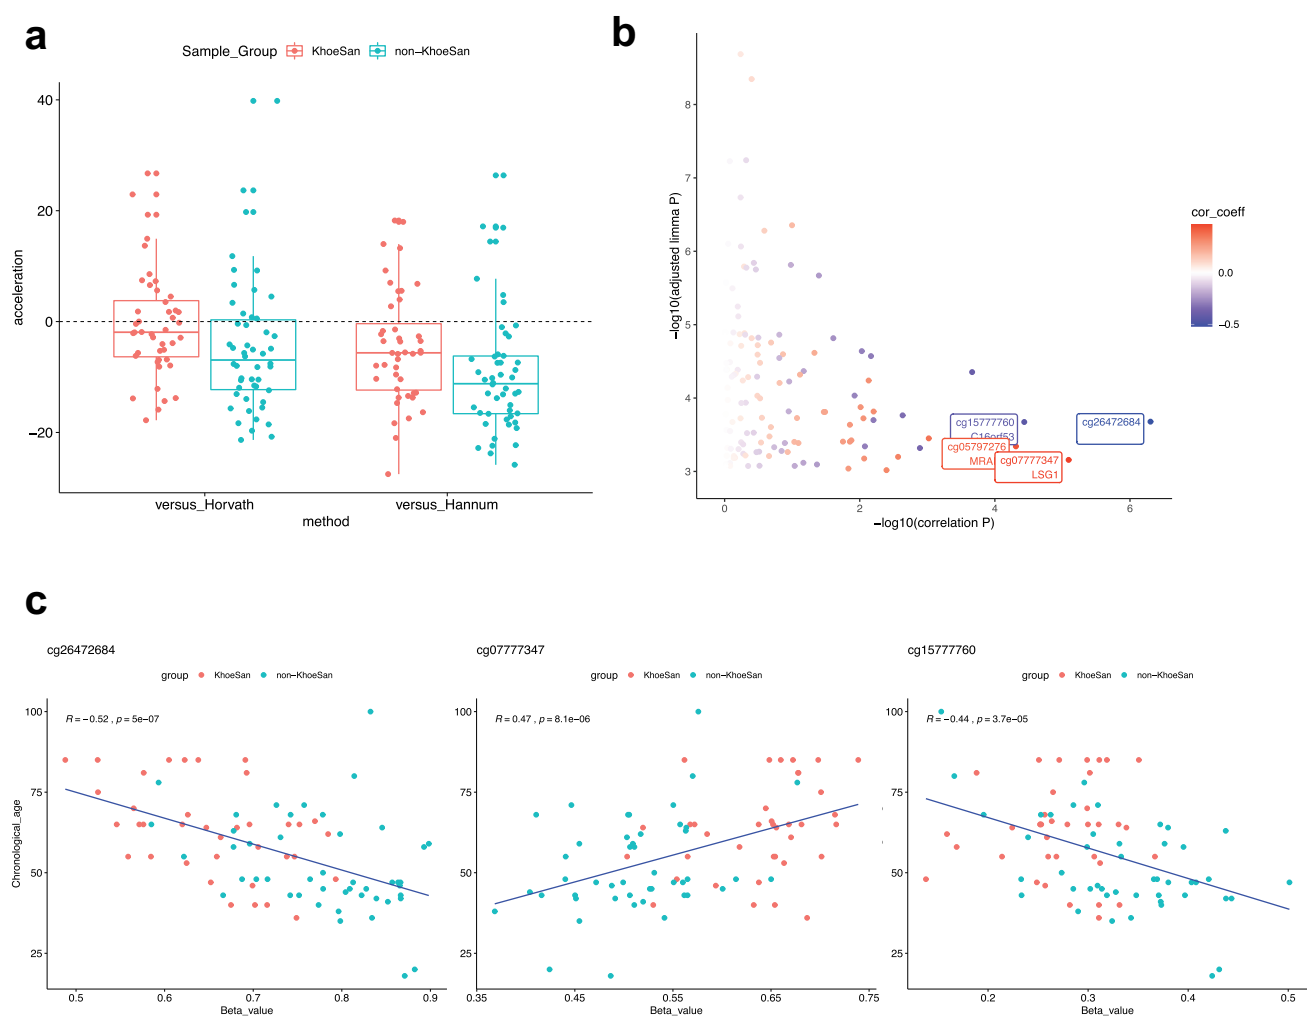 a
Sample_Group KhoeSan non−KhoeSan
40
20
0
−20
acceleration
versus_Horvath versus_Hannum
method
b
8
7
6
5
4
3
−log10(adjusted limma P)
cg15777760
C16orf53
cg26472684
cg05797276
MRA
cg07777347
LSG1
0 2 4 6
−log10(correlation P)
cor_coeff
0.0
−0.5
c
cg26472684
group KhoeSan non−KhoeSan
R = −0.52 , p = 5e−07
100
75
50
25
Chronological_age
0.5 0.6 0.7 0.8 0.9
Beta_value
cg07777347
group KhoeSan non−KhoeSan
R = 0.47 , p = 8.1e−06
100
75
50
25
0.35 0.45 0.55 0.65 0.75
Beta_value
cg15777760
group KhoeSan non−KhoeSan
R = −0.44 , p = 3.7e−05
100
75
50
25
0.2 0.3 0.4 0.5
Beta_value